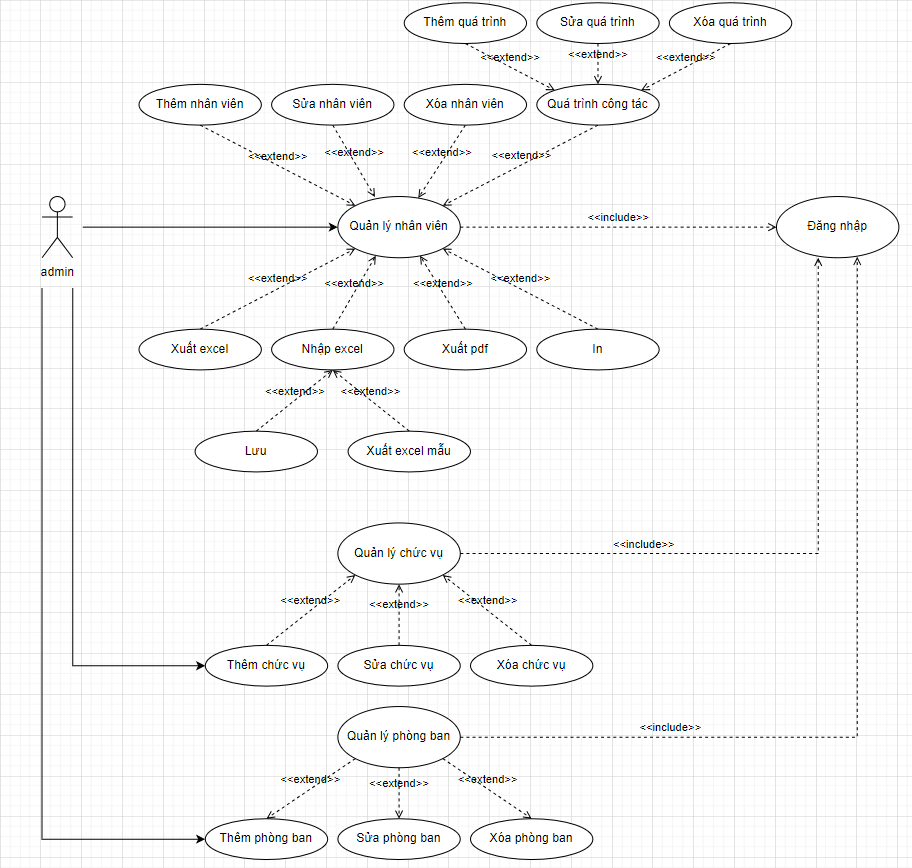 Thêm quá trình
Sửa quá trình
Xóa quá trình
<<extend>>
<<extend>>
<<extend>>
Thêm nhân viên
Sửa nhân viên
Xóa nhân viên
Quá trình công tác
<<extend>>
<<extend>>
<<extend>>
<<extend>>
Quản lý nhân viên
<<include>>
Đăng nhập
admin
<<extend>>
<<extend>>
<<extend>>
<<extend>>
Xuất excel
Nhập excel
Xuất pdf
In
<<extend>>
<<extend>>
Lưu
Xuất excel mẫu
Quản lý chức vụ
<<include>>
<<extend>>
<<extend>>
<<extend>>
Thêm chức vụ
Sửa chức vụ
Xóa chức vụ
Quản lý phòng ban
<<include>>
<<extend>>
<<extend>>
<<extend>>
Thêm phòng ban
Sửa phòng ban
Xóa phòng ban